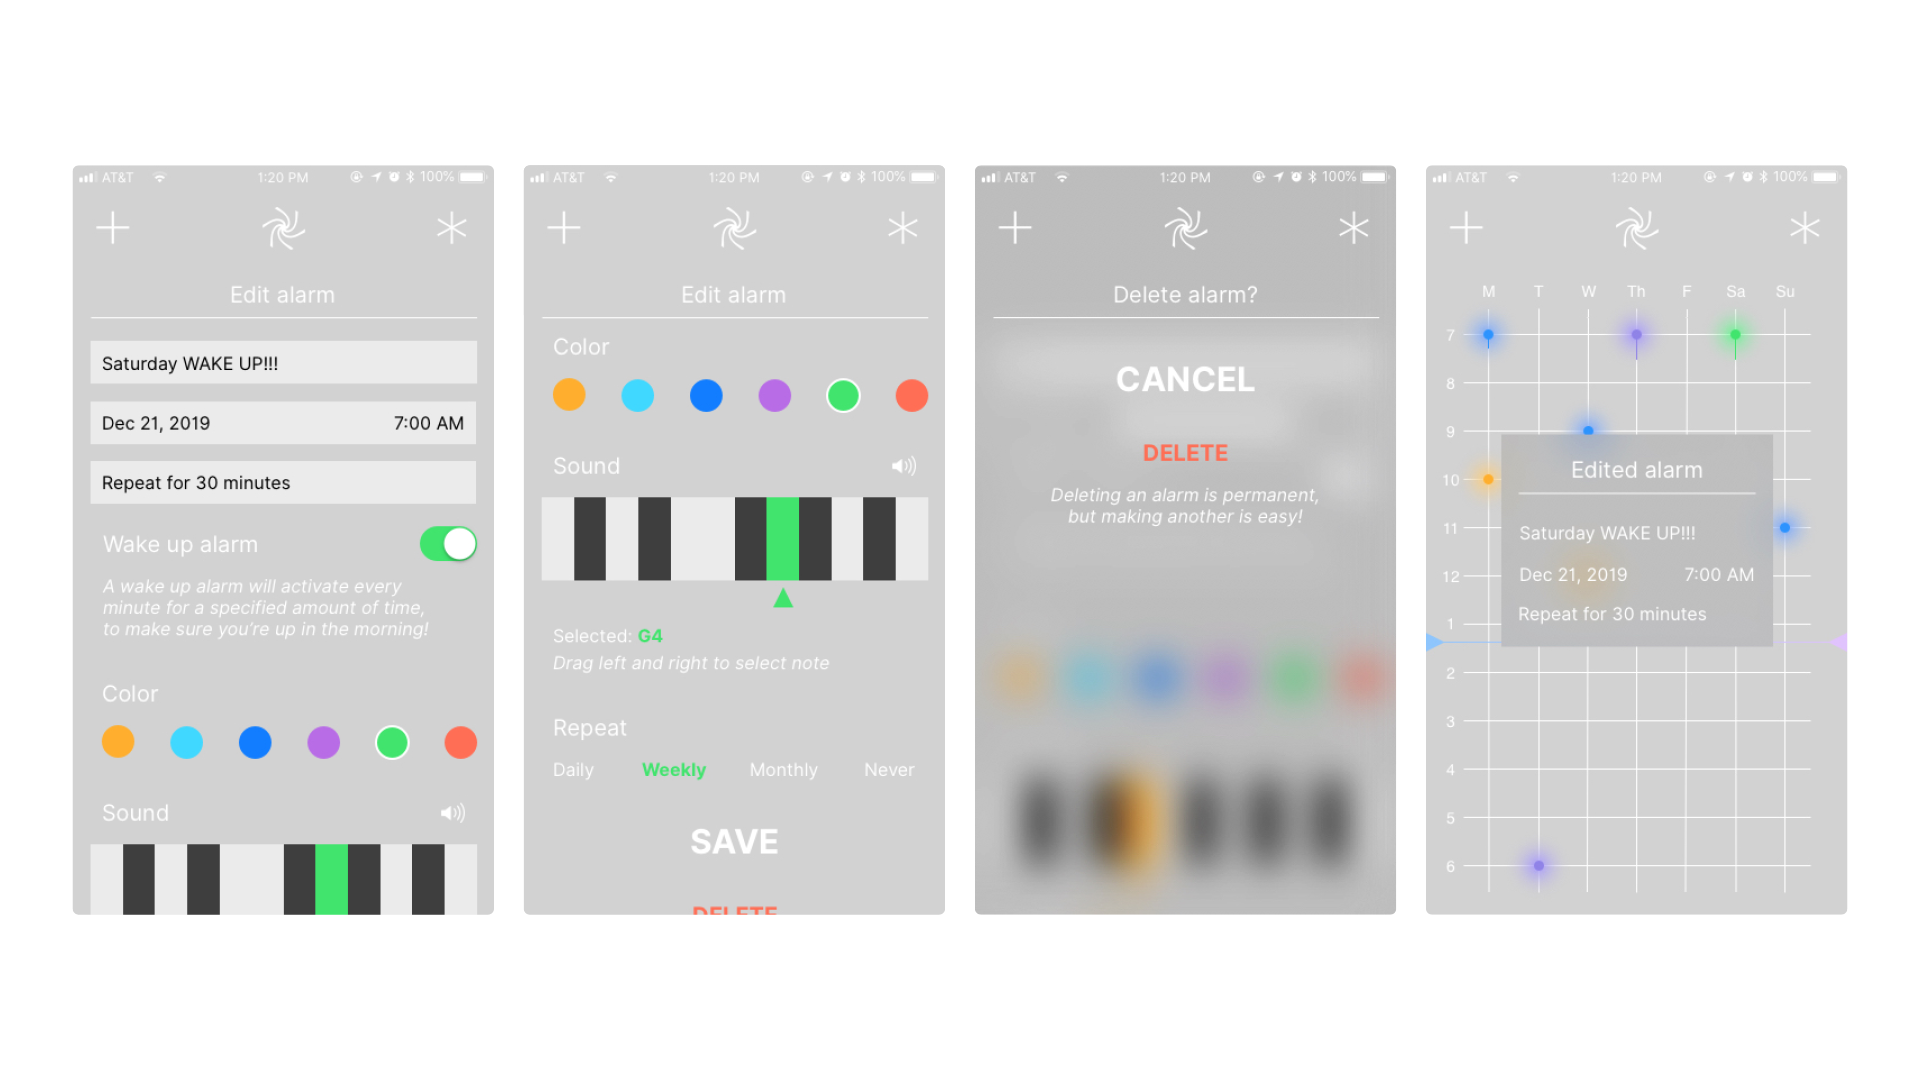 AT&T 1:20 PM 100%
Edit alarm
Saturday WAKE UP!!!
Dec 21, 2019 7:00 AM
Repeat for 30 minutes
Wake up alarm
A wake up alarm will activate every
minute for a specified amount of time,
to make sure you're up in the morning!
Color
Sound
AT&T 1:20 PM 100%
Edit alarm
Color
Sound
Selected: G4
Drag left and right to select note
Repeat
Daily Weekly Monthly Never
SAVE
DELETE
AT&T 1:20 PM 100%
Delete alarm?
CANCEL
DELETE
Deleting an alarm is permanent,
but making another is easy!
AT&T 1:20 PM 100%
M T W Th F Sa Su
7
8
9
10
11
12
1
2
3
4
5
6
Edited alarm
Saturday WAKE UP!!!
Dec 21, 2019 7:00 AM
Repeat for 30 minutes